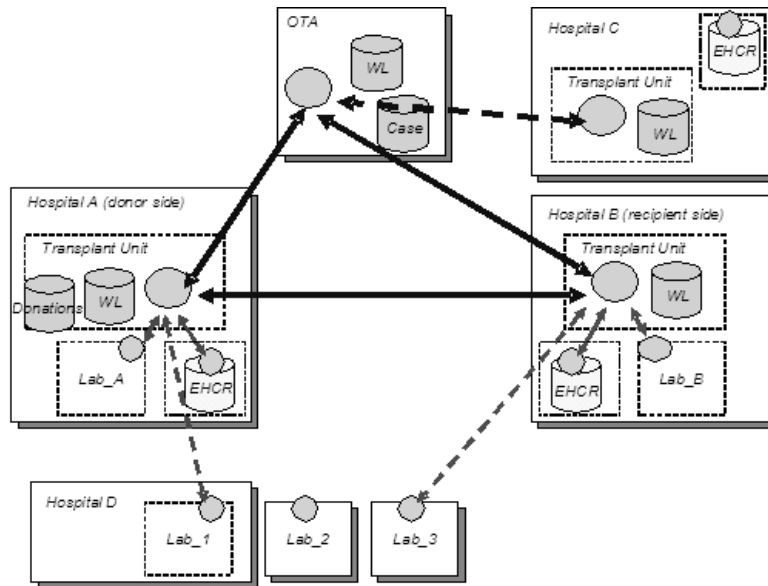 OTA
WL
Case
Hospital C
EHCR
Transplant Unit
WL
Hospital A (donor side)
Transplant Unit
Donations
WL
Lab_A
EHCR
Hospital B (recipient side)
Transplant Unit
WL
EHCR
Lab_B
Hospital D
Lab_1
Lab_2
Lab_3